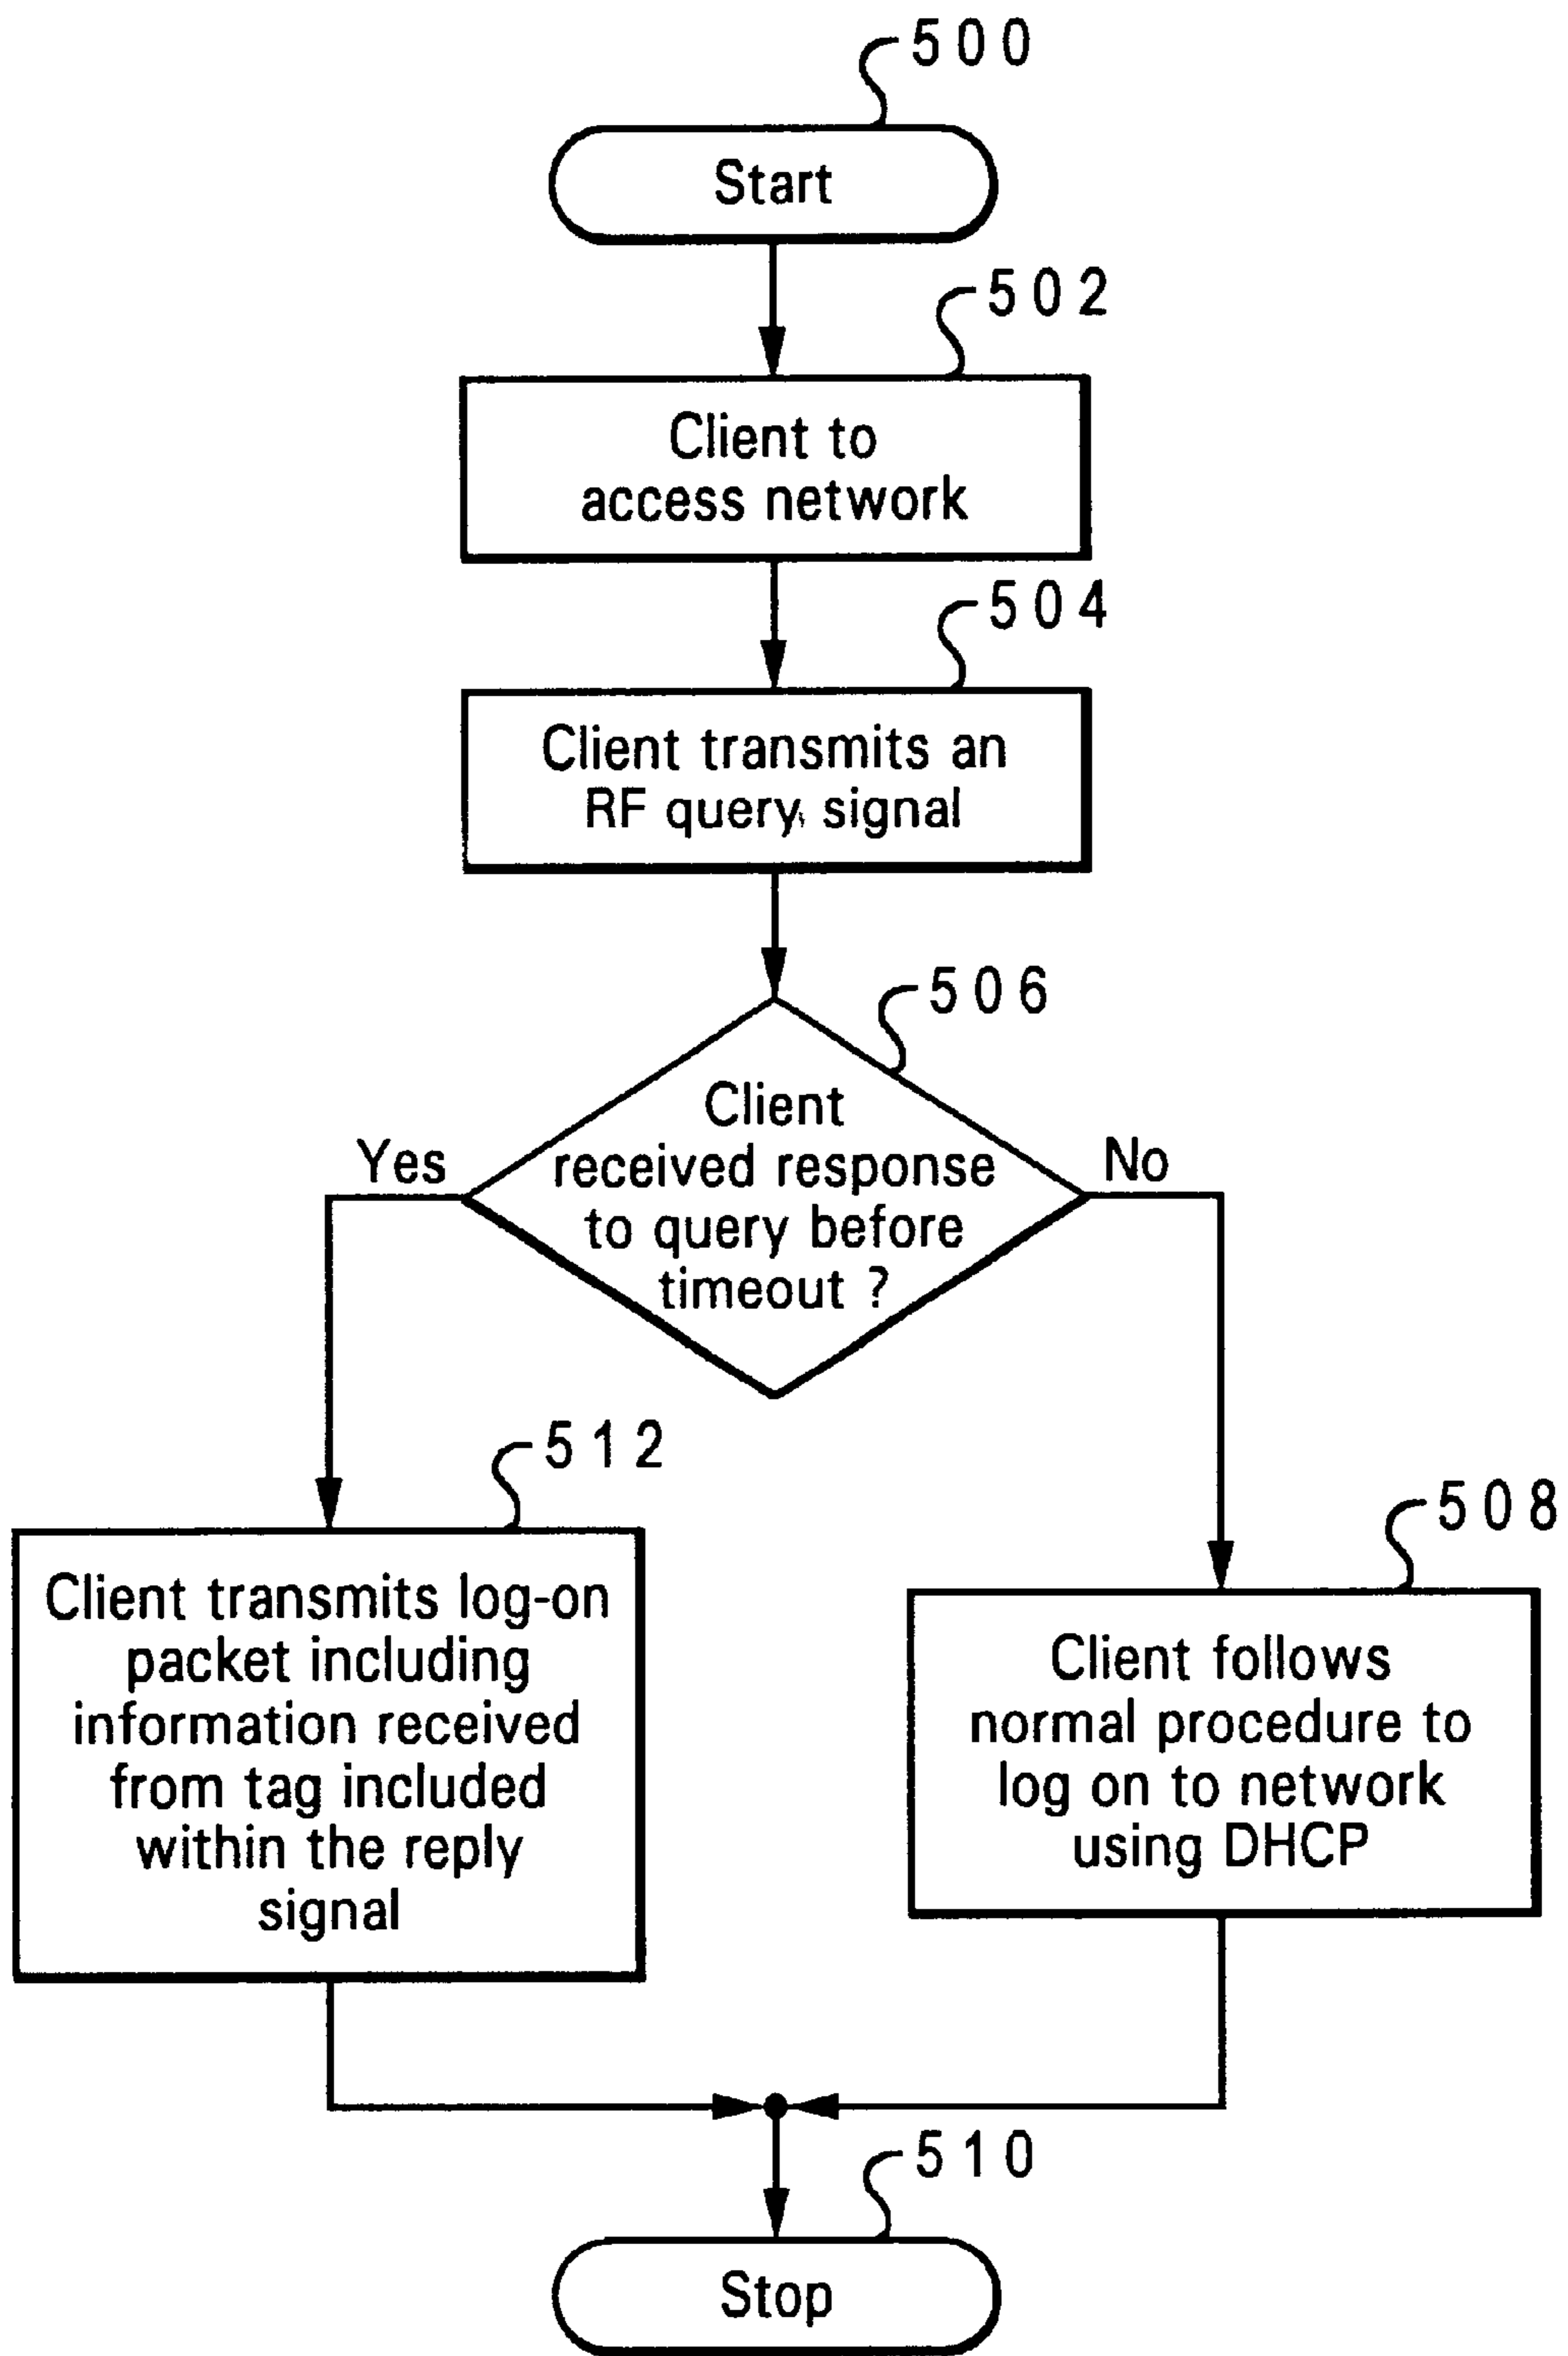 500
Start
502
Client to
access network
504
Client transmits an
RF query signal
506
Client
received response
to query before
timeout ?
Yes
No
512
Client transmits log-on
packet including
information received
from tag included
within the reply
signal
508
Client follows
normal procedure to
log on to network
using DHCP
510
Stop